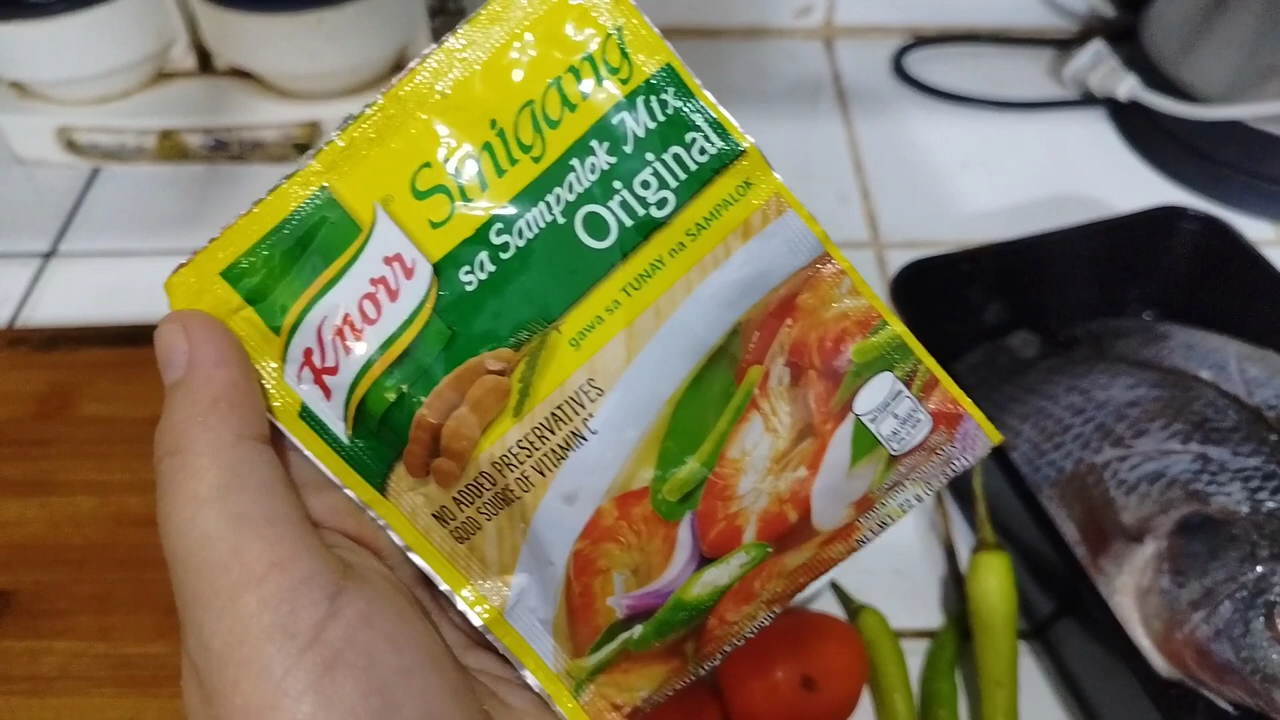 Sinigang
sa Sampalok Mix
Original
Knorr
gawa sa TUNAY na SAMPALOK
NO ADDED PRESERVATIVES
GOOD SOURCE OF VITAMIN C*